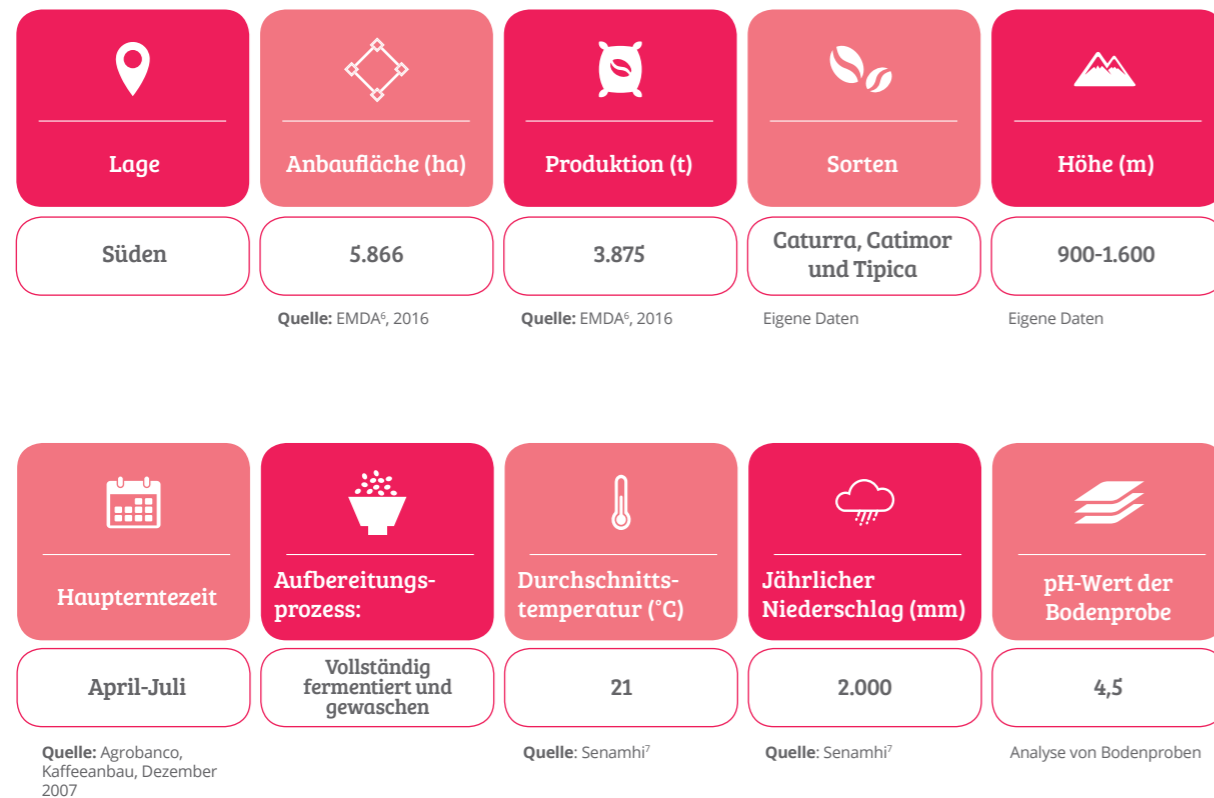 Lage
Anbaufläche (ha)
Produktion (t)
Sorten
Höhe (m)
Süden
5.866
3.875
Caturra, Catimor
und Tipica
900-1.600
Quelle: EMDA⁶, 2016
Quelle: EMDA⁶, 2016
Eigene Daten
Eigene Daten
Haupterntezeit
Aufbereitungs-
prozess:
Durchschnitts-
temperatur (°C)
Jährlicher
Niederschlag (mm)
pH-Wert der
Bodenprobe
April-Juli
Vollständig
fermentiert und
gewaschen
21
2.000
4,5
Quelle: Agrobanco,
Kaffeeanbau, Dezember
2007
Quelle: Senamhi⁷
Quelle: Senamhi⁷
Analyse von Bodenproben